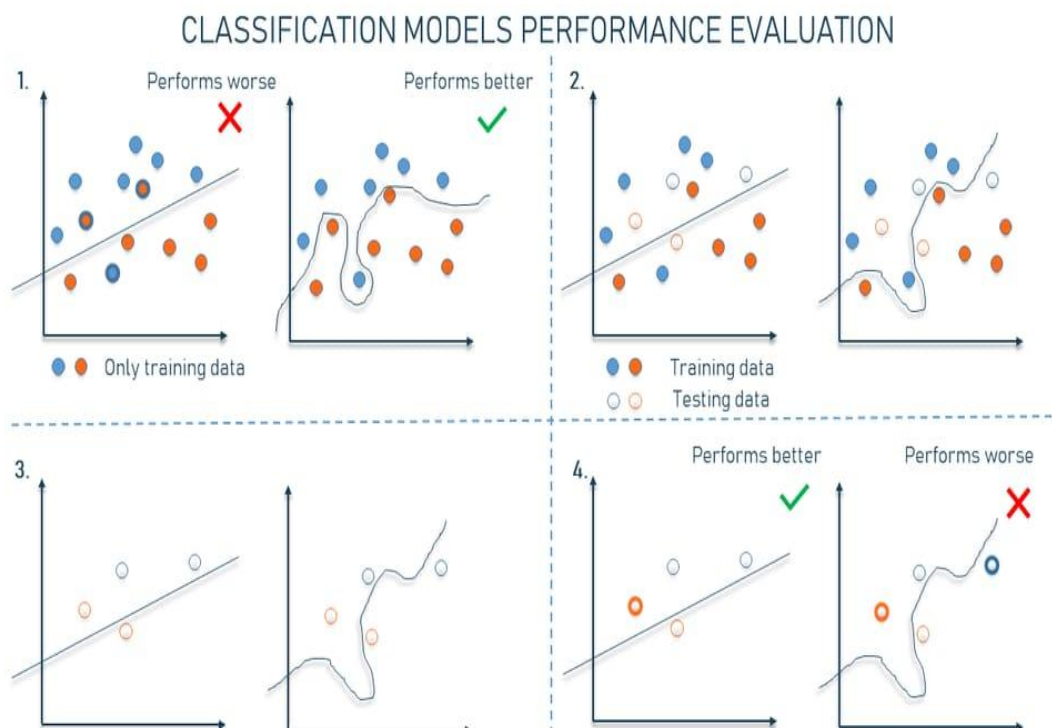 CLASSIFICATION MODELS PERFORMANCE EVALUATION
1.
Performs worse
Performs better
Only training data
2.
Training data
Testing data
3.
4.
Performs better
Performs worse